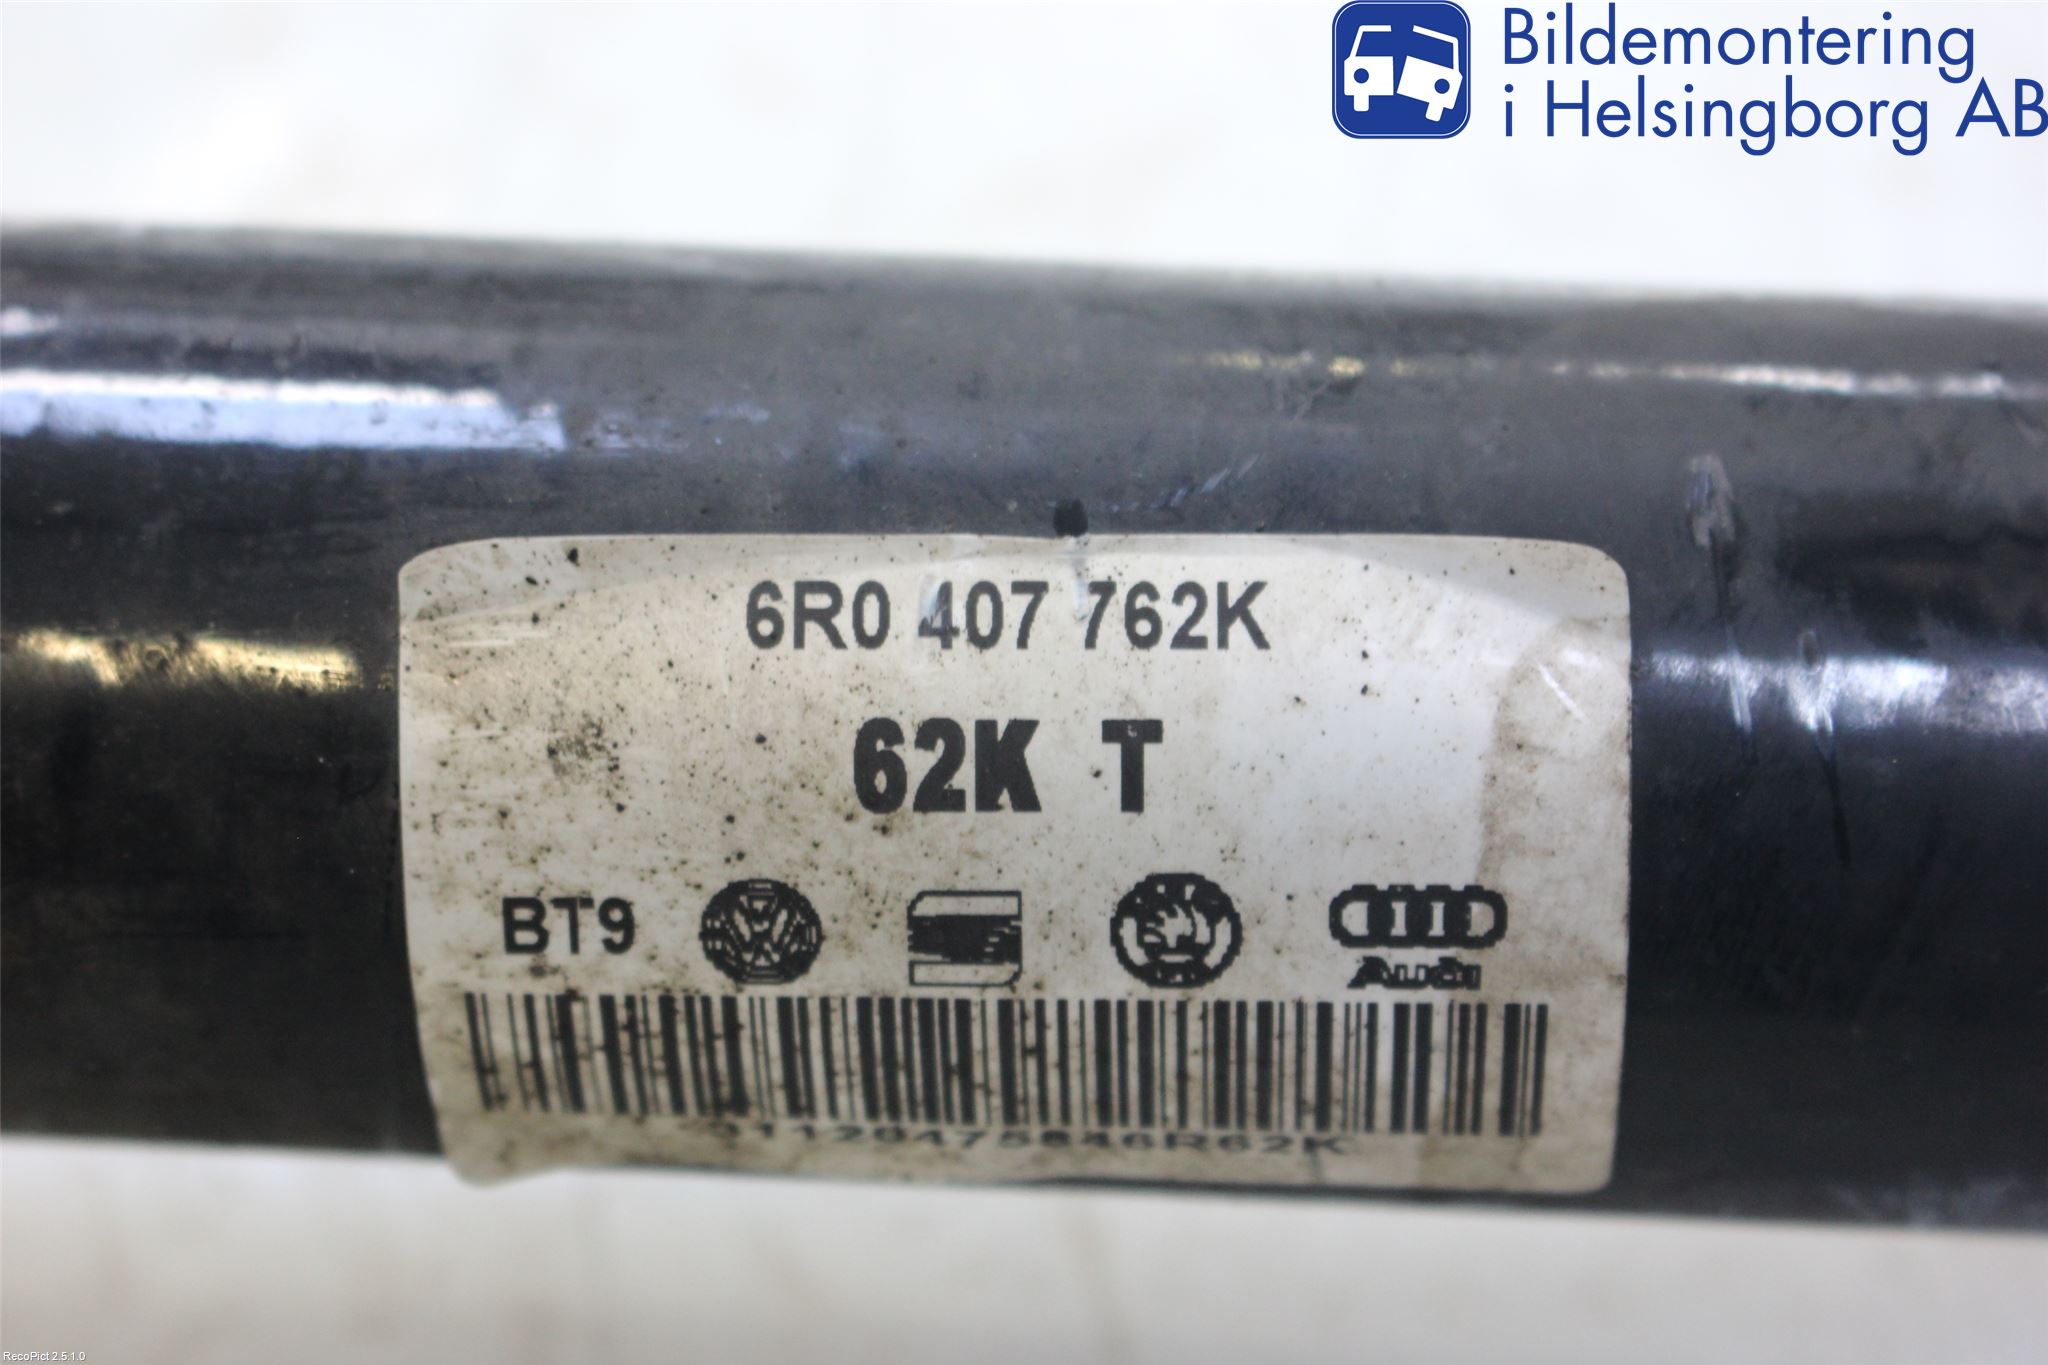 Bildemontering
i Helsingborg AB
6R0 407 762K
62K T
BT9
Audi
RecoPict 2.5.1.0